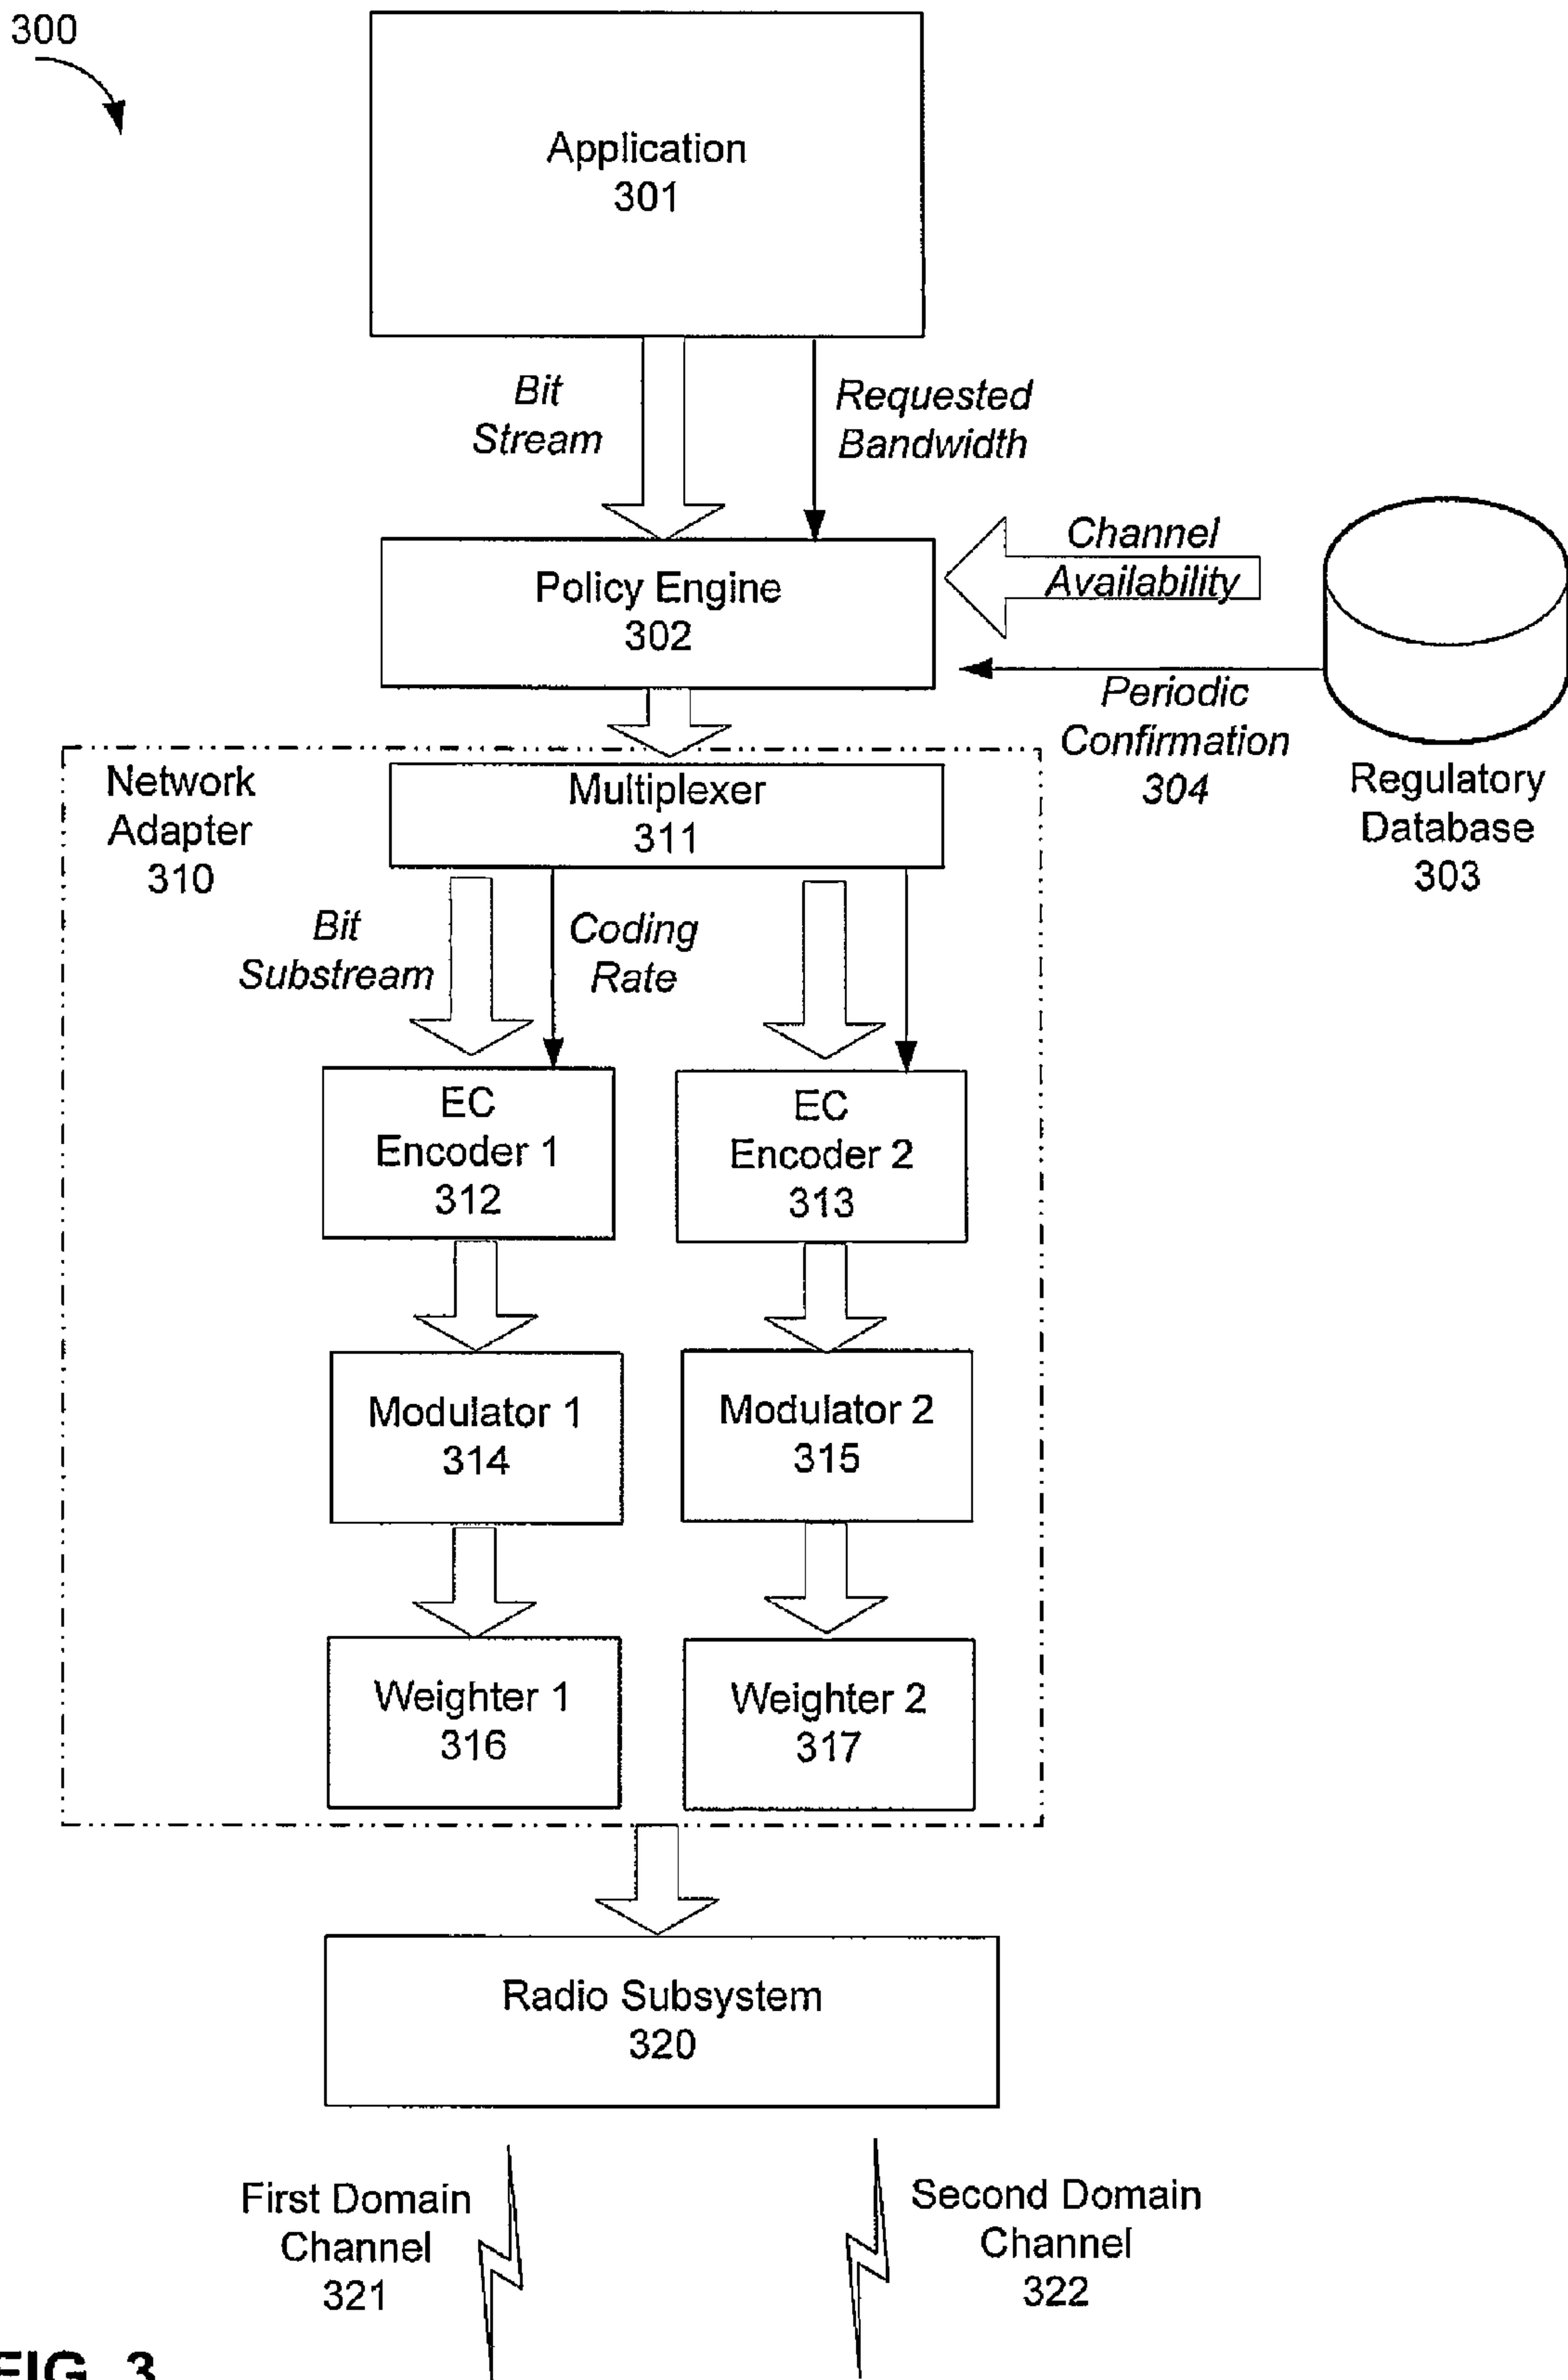 300
Application
301
Bit
Stream
Requested
Bandwidth
Channel
Availability
Policy Engine
302
Periodic
Confirmation
304
Regulatory
Database
303
Network
Adapter
310
Multiplexer
311
Bit
Substream
Coding
Rate
EC
Encoder 1
312
EC
Encoder 2
313
Modulator 1
314
Modulator 2
315
Weighter 1
316
Weighter 2
317
Radio Subsystem
320
First Domain
Channel
321
Second Domain
Channel
322
FIG. 3